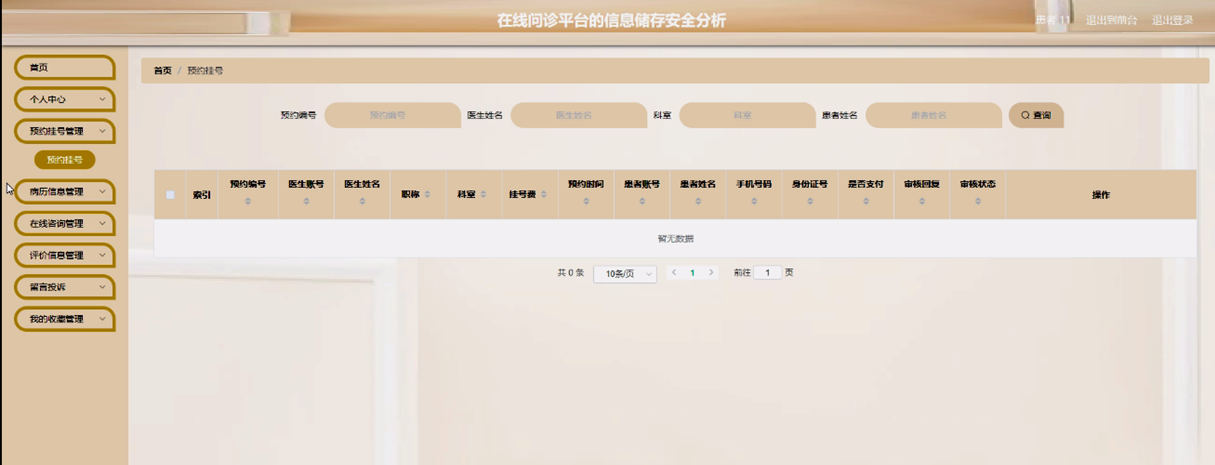 在线问诊平台的信息储存安全分析
患者 11 退出到前台 退出登录
首页
个人中心
预约挂号管理
预约挂号
病历信息管理
在线咨询管理
评价信息管理
留言投诉
我的收藏管理
首页 / 预约挂号
预约编号 预约编号 医生姓名 医生姓名 科室 科室 患者姓名 患者姓名 查询
索引 预约编号 医生账号 医生姓名 职称 科室 挂号费 预约时间 患者账号 患者姓名 手机号码 身份证号 是否支付 审核回复 审核状态 操作
暂无数据
共 0 条 10条/页 1 前往 1 页